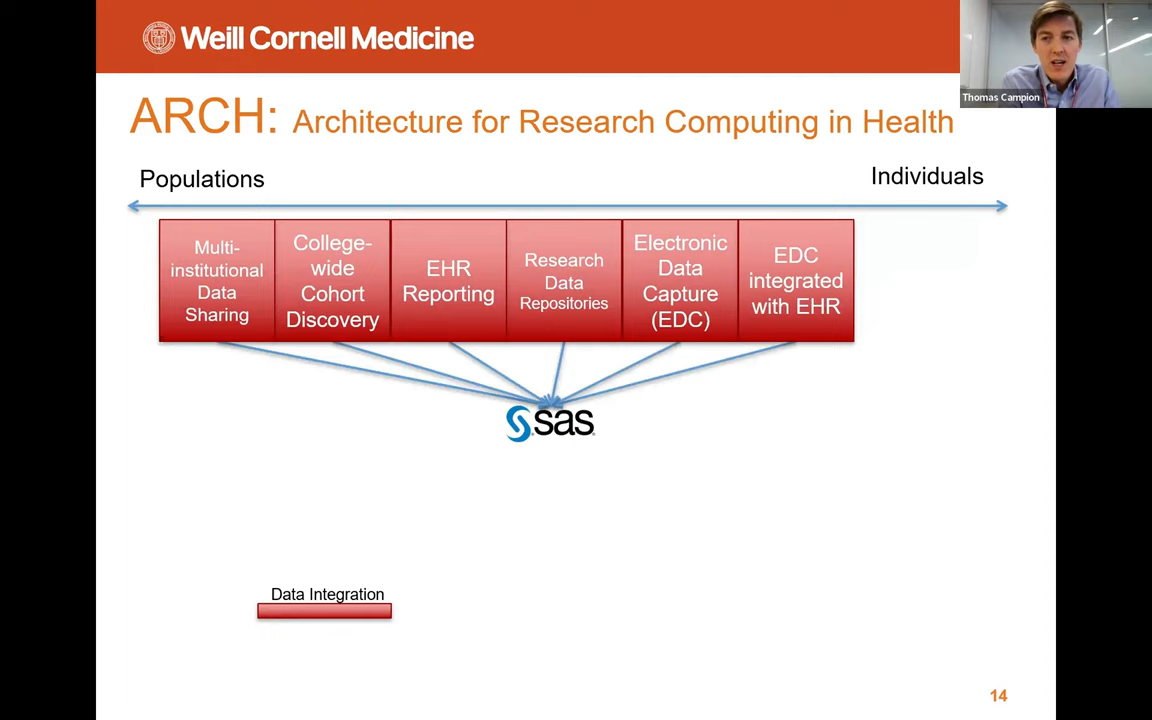 Weill Cornell Medicine
Thomas Campion
ARCH: Architecture for Research Computing in Health
Populations
Individuals
Multi-
institutional
Data
Sharing
College-
wide
Cohort
Discovery
EHR
Reporting
Research
Data
Repositories
Electronic
Data
Capture
(EDC)
EDC
integrated
with EHR
sas
Data Integration
14